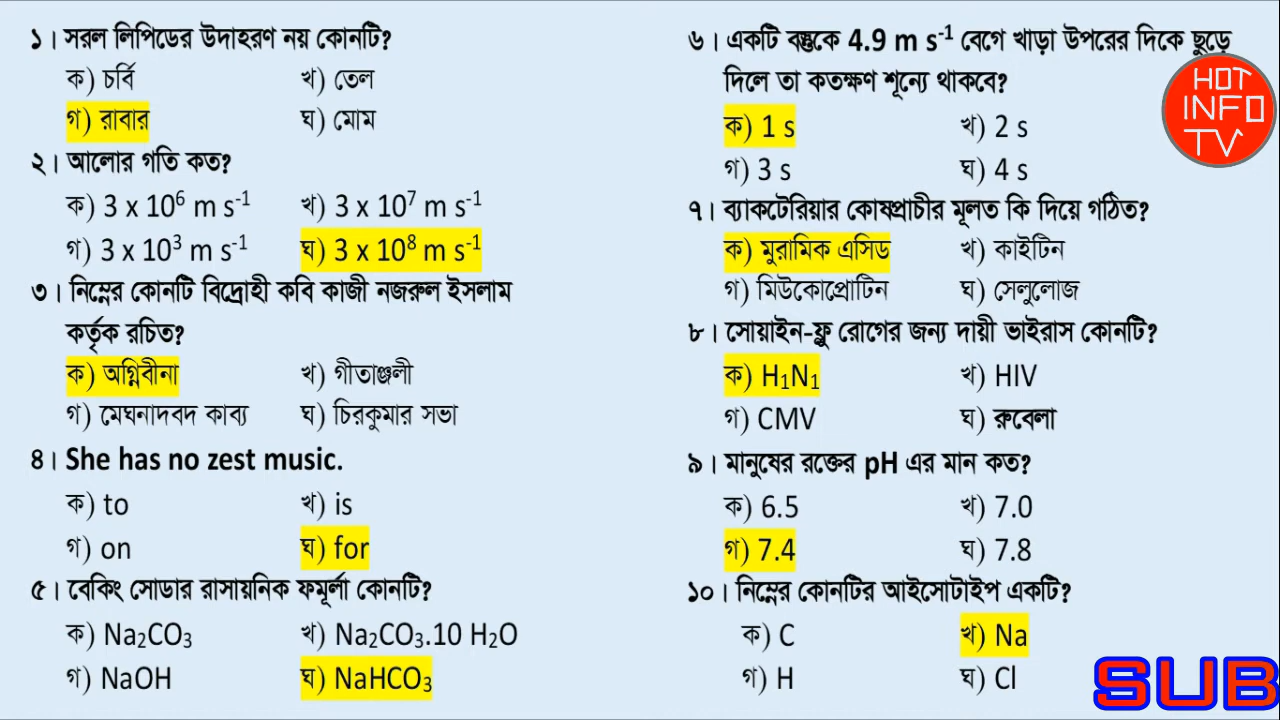 ১। সরল লিপিডের উদাহরণ নয় কোনটি?
ক) চর্বি খ) তেল
গ) রাবার ঘ) মোম
২। আলোর গতি কত?
ক) 3 x 10⁶ m s⁻¹ খ) 3 x 10⁷ m s⁻¹
গ) 3 x 10³ m s⁻¹ ঘ) 3 x 10⁸ m s⁻¹
৩। নিম্নের কোনটি বিদ্রোহী কবি কাজী নজরুল ইসলাম
কর্তৃক রচিত?
ক) অগ্নিবীনা খ) গীতাঞ্জলী
গ) মেঘনাদবদ কাব্য ঘ) চিরকুমার সভা
৪। She has no zest music.
ক) to খ) is
গ) on ঘ) for
৫। বেকিং সোডার রাসায়নিক ফমূর্লা কোনটি?
ক) Na₂CO₃ খ) Na₂CO₃.10 H₂O
গ) NaOH ঘ) NaHCO₃
৬। একটি বস্তুকে 4.9 m s⁻¹ বেগে খাড়া উপরের দিকে ছুড়ে
দিলে তা কতক্ষণ শূন্যে থাকবে?
ক) 1 s খ) 2 s
গ) 3 s ঘ) 4 s
৭। ব্যাকটেরিয়ার কোষপ্রাচীর মূলত কি দিয়ে গঠিত?
ক) মুরামিক এসিড খ) কাইটিন
গ) মিউকোপ্রোটিন ঘ) সেলুলোজ
৮। সোয়াইন-ফ্লু রোগের জন্য দায়ী ভাইরাস কোনটি?
ক) H₁N₁ খ) HIV
গ) CMV ঘ) রুবেলা
৯। মানুষের রক্তের pH এর মান কত?
ক) 6.5 খ) 7.0
গ) 7.4 ঘ) 7.8
১০। নিম্নের কোনটির আইসোটাইপ একটি?
ক) C খ) Na
গ) H ঘ) Cl
HOT
INFO
TV
SUB